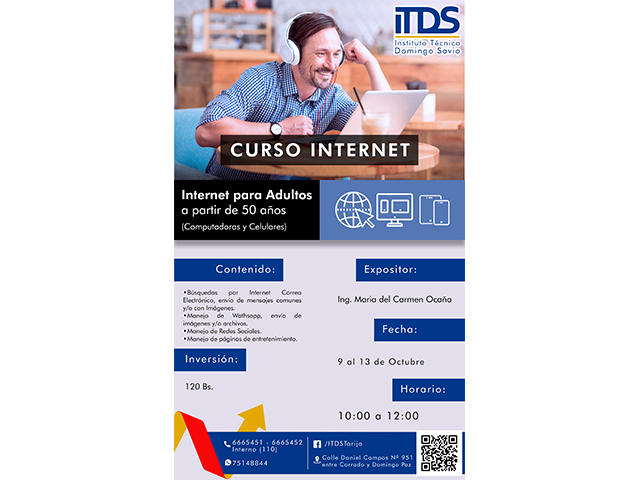 iTDS
Instituto Técnico
Domingo Savio
CURSO INTERNET
Internet para Adultos
a partir de 50 años
(Computadoras y Celulares)
Contenido:
•Búsquedas por Internet Correo
Electrónico, envío de mensajes comunes
y/o con Imágenes.
•Manejo de Wathsapp, envío de
imágenes y/o archivos.
•Manejo de Redes Sociales.
•Manejo de páginas de entretenimiento.
Inversión:
120 Bs.
Expositor:
Ing. Maria del Carmen Ocaña
Fecha:
9 al 13 de Octubre
Horario:
10:00 a 12:00
6665451 - 6665452
Interno (110)
75148844
/ITDSTarija
Calle Daniel Campos Nº 951
entre Corrado y Domingo Paz